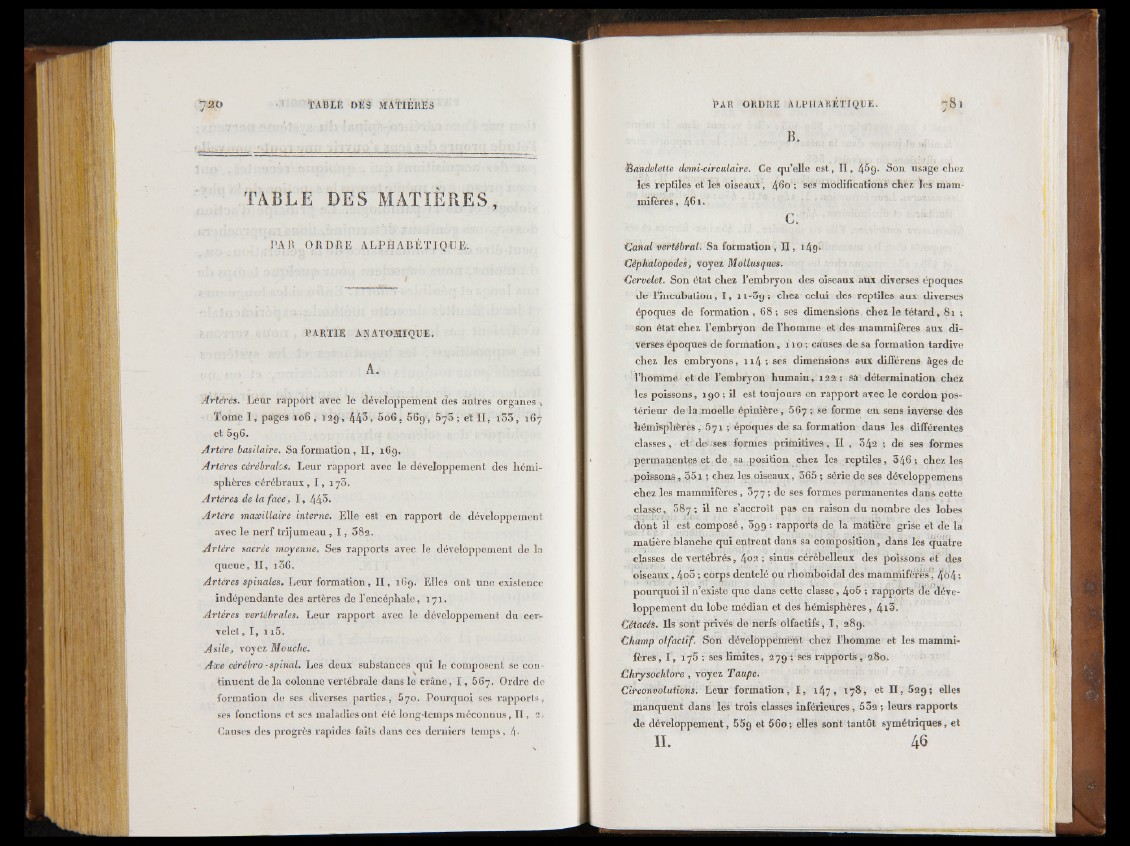 720 TABLE DES MATIÈRES
TABLE DES MATIÈRES,
PAR ORDRE ALPHABÉTIQUE.
PARTIE ANATOMIQUE.
A.
Artères. Leur rapport avec le développement des autres organes,
Tome I, pages 106, 129, 443, 506, 569, 573; et II, 133, 167
et 596.
Artère basilaire. Sa formation, II, 169.
Artères cérébrales. Leur rapport avec le développement des hémi-
sphères cérébraux, I, 173.
Artères de la face, I, 443.
Artère maxillaire interne. Elle est en rapport de développement
avec le nerf trijumeau, I, 382.
Artère sacrée moyenne. Ses rapports avec le développement de la
queue, II, 136.
Artères spinales. Leur formation, II, 169. Elles ont une existence
indépendante des artères de l'encéphale, 171.
Artères vertébrales. Leur rapport avec le développement du cer-
velet, I, 115.
Asile, voyez Mouche.
Axe cérébro-spinal. Les deux substances qui le composent se con-
tinuent de la colonne vertébrale dans le crâne, I, 567. Ordre de
formation de ses diverses parties, 570. Pourquoi ses rapports,
ses fonctions et ses maladies ont été long-temps méconnus, II, 2.
Causes des progrès rapides faits dans ces derniers temps, 4.
PAR ORDRE ALPHABÉTIQUE. 781
B.
Bandelette demi-circulaire. Ce qu'elle est, II, 459. Son usage chez
les reptiles et les oiseaux, 460; ses modifications chez les mam-
mifères, 461.
C.
Canal vertébral. Sa formation, II, 149.
Céphalopodes, voyez Mollusques.
Cervelet. Son état chez l'embryon des oiseaux aux diverses époques
de l'incubation, I, 11-39; chez celui des reptiles aux diverses
époques de formation, 68; ses dimensions chez le tétard, 81;
son état chez l'embryon de l'homme et des mammifères aux di-
verses époques de formation, 110; causes de sa formation tardive
chez les embryons, 114; ses dimensions aux différens âges de
l'homme et de l'embryon humain, 122; sa détermination chez
les poissons, 190; il est toujours en rapport avec le cordon pos-
térieur de la moelle épinière, 567; se forme en sens inverse des
hémisphères, 571; époques de sa formation dans les différentes
classes, et de ses formes primitives, II, 342; de ses formes
permanentes et de sa position chez les reptiles, 346; chez les
poissons, 351; chez les oiseaux, 365; série de ses développemens
chez les mammifères, 377; de ses formes permanentes dans cette
classe, 387; il ne s'accroît pas en raison du nombre des lobes
dont il est composé, 399; rapports de la matière grise et de la
matière blanche qui entrent dans sa composition, dans les quatre
classes de vertébrés, 402; sinus cérébelleux des poissons et des
oiseaux, 403; corps dentelé ou rhomboïdal des mammifères, 404;
pourquoi il n'existe que dans cette classe, 405; rapports de déve-
loppement du lobe médian et des hémisphères, 413.
Cétacés. Ils sont privés de nerfs olfactifs, I, 289.
Champ olfactif. Son développement chez l'homme et les mammi-
fères, I, 175; ses limites, 279; ses rapports, 280.
Chrysochlore, voyez Taupe.
Circonvolutions. Leur formation, I, 147, 178, et II, 529; elles
manquent dans les trois classes inférieures, 532; leurs rapports
de développement, 559 et 560; elles sont tantôt symétriques, et
II. 46